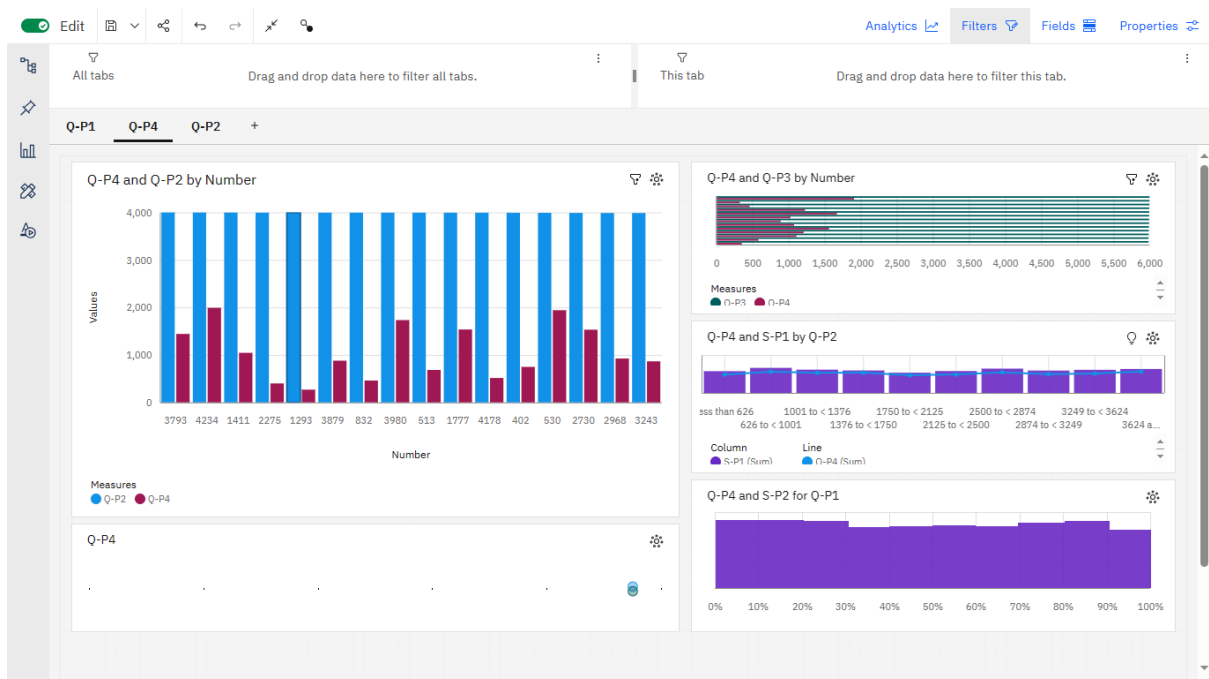 Edit
Analytics
Filters
Fields
Properties
All tabs
Drag and drop data here to filter all tabs.
This tab
Drag and drop data here to filter this tab.
Q-P1 Q-P4 Q-P2 +
Q-P4 and Q-P2 by Number
4,000
3,000
2,000
1,000
0
Values
3793 4234 1411 2275 1293 3879 832 3980 513 1777 4178 402 530 2730 2968 3243
Number
Measures
Q-P2 Q-P4
Q-P4
Q-P4 and Q-P3 by Number
0 500 1,000 1,500 2,000 2,500 3,000 3,500 4,000 4,500 5,000 5,500 6,000
Measures
Q-P3 Q-P4
Q-P4 and S-P1 by Q-P2
ess than 626 1001 to < 1376 1750 to < 2125 2500 to < 2874 3249 to < 3624
626 to < 1001 1376 to < 1750 2125 to < 2500 2874 to < 3249 3624 a...
Column Line
S-P1 (Sum) Q-P4 (Sum)
Q-P4 and S-P2 for Q-P1
0% 10% 20% 30% 40% 50% 60% 70% 80% 90% 100%